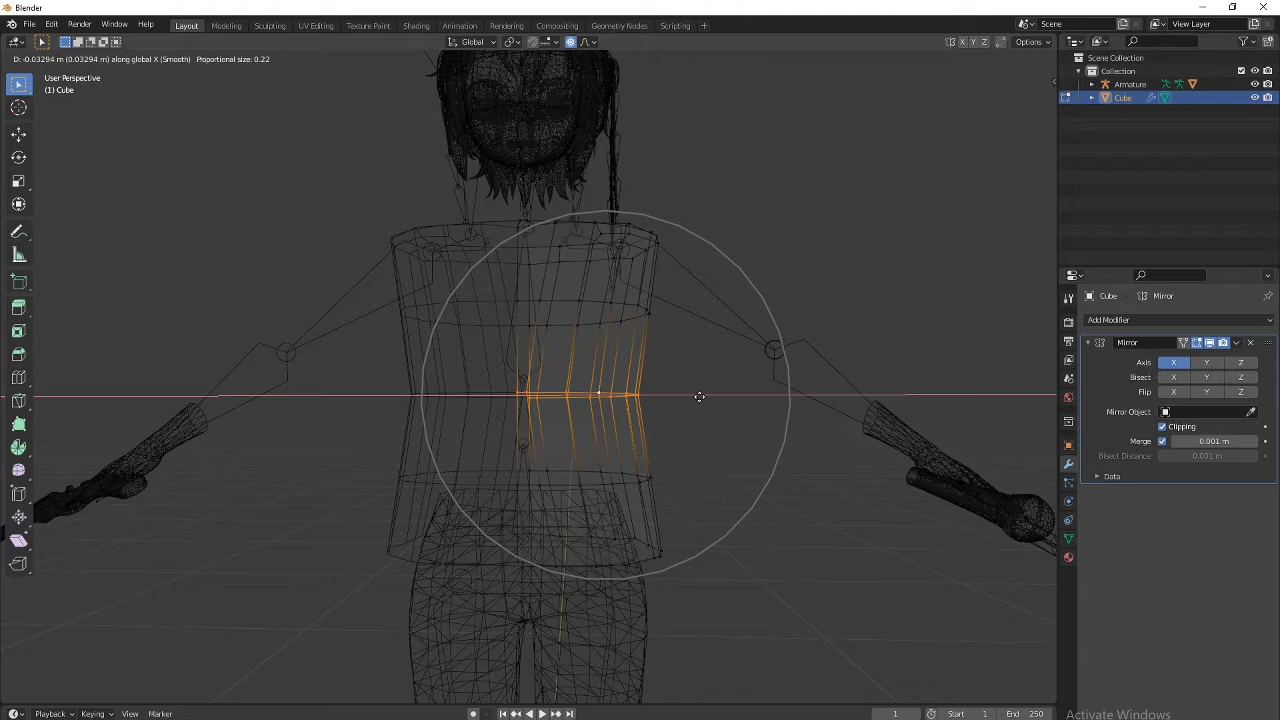 Blender
File Edit Render Window Help Layout Modeling Sculpting UV Editing Texture Paint Shading Animation Rendering Compositing Geometry Nodes Scripting + Scene View Layer
Global X Y Z Options
D: -0.03294 m (0.03294 m) along global X (Smooth) Proportional size: 0.22
User Perspective
(1) Cube
Scene Collection
Collection
Armature
Cube
Cube Mirror
Add Modifier
Mirror
Axis X Y Z
Bisect X Y Z
Flip X Y Z
Mirror Object
Clipping
Merge 0.001 m
Bisect Distance 0.001 m
Data
Playback Keying View Marker 1 Start 1 End 250
Activate Windows